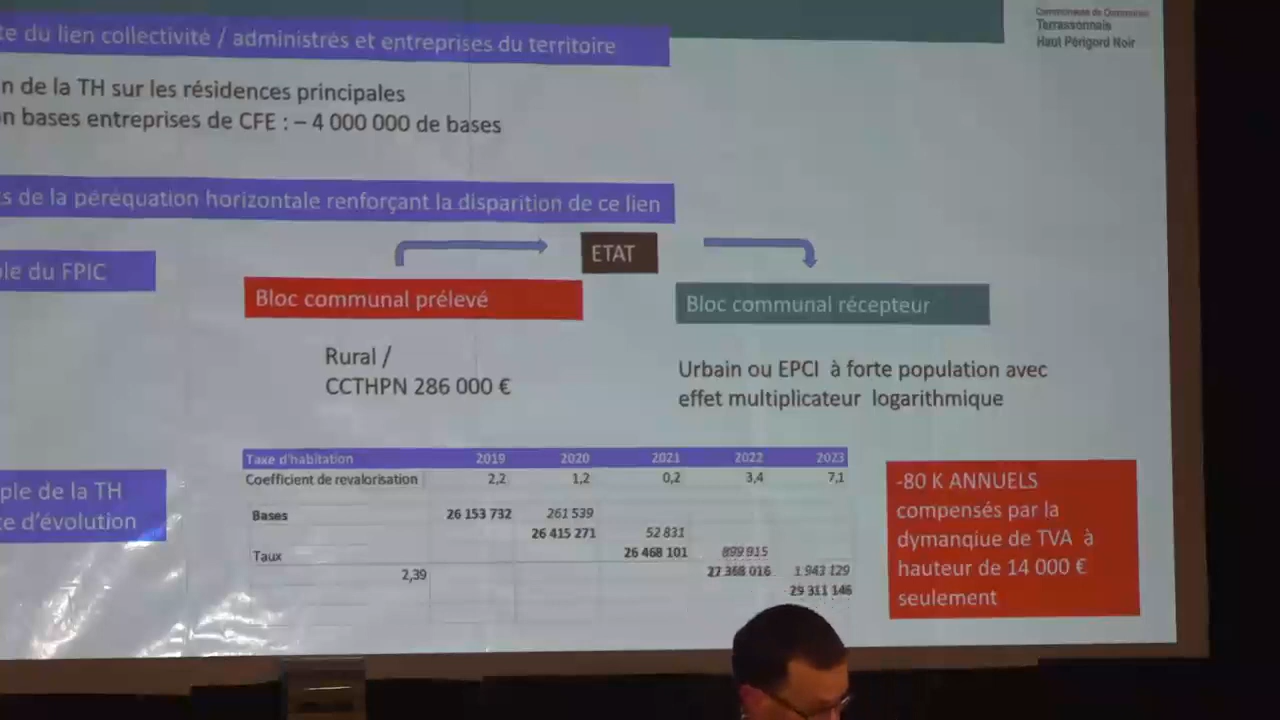 Communauté de Communes
Terrassonnais
Haut Périgord Noir
te du lien collectivité / administrés et entreprises du territoire
n de la TH sur les résidences principales
n bases entreprises de CFE : – 4 000 000 de bases
s de la péréquation horizontale renforçant la disparition de ce lien
ETAT
le du FPIC
Bloc communal prélevé
Bloc communal récepteur
Rural /
CCTHPN 286 000 €
Urbain ou EPCI à forte population avec
effet multiplicateur logarithmique
Taxe d'habitation 2019 2020 2021 2022 2023
Coefficient de revalorisation 2,2 1,2 0,2 3,4 7,1
Bases 26 153 732 261 539
26 415 271 52 831
Taux 26 468 101 899 915
2,39 27 368 016 1 943 129
29 311 146
ple de la TH
te d'évolution
-80 K ANNUELS
compensés par la
dymanqiue de TVA à
hauteur de 14 000 €
seulement